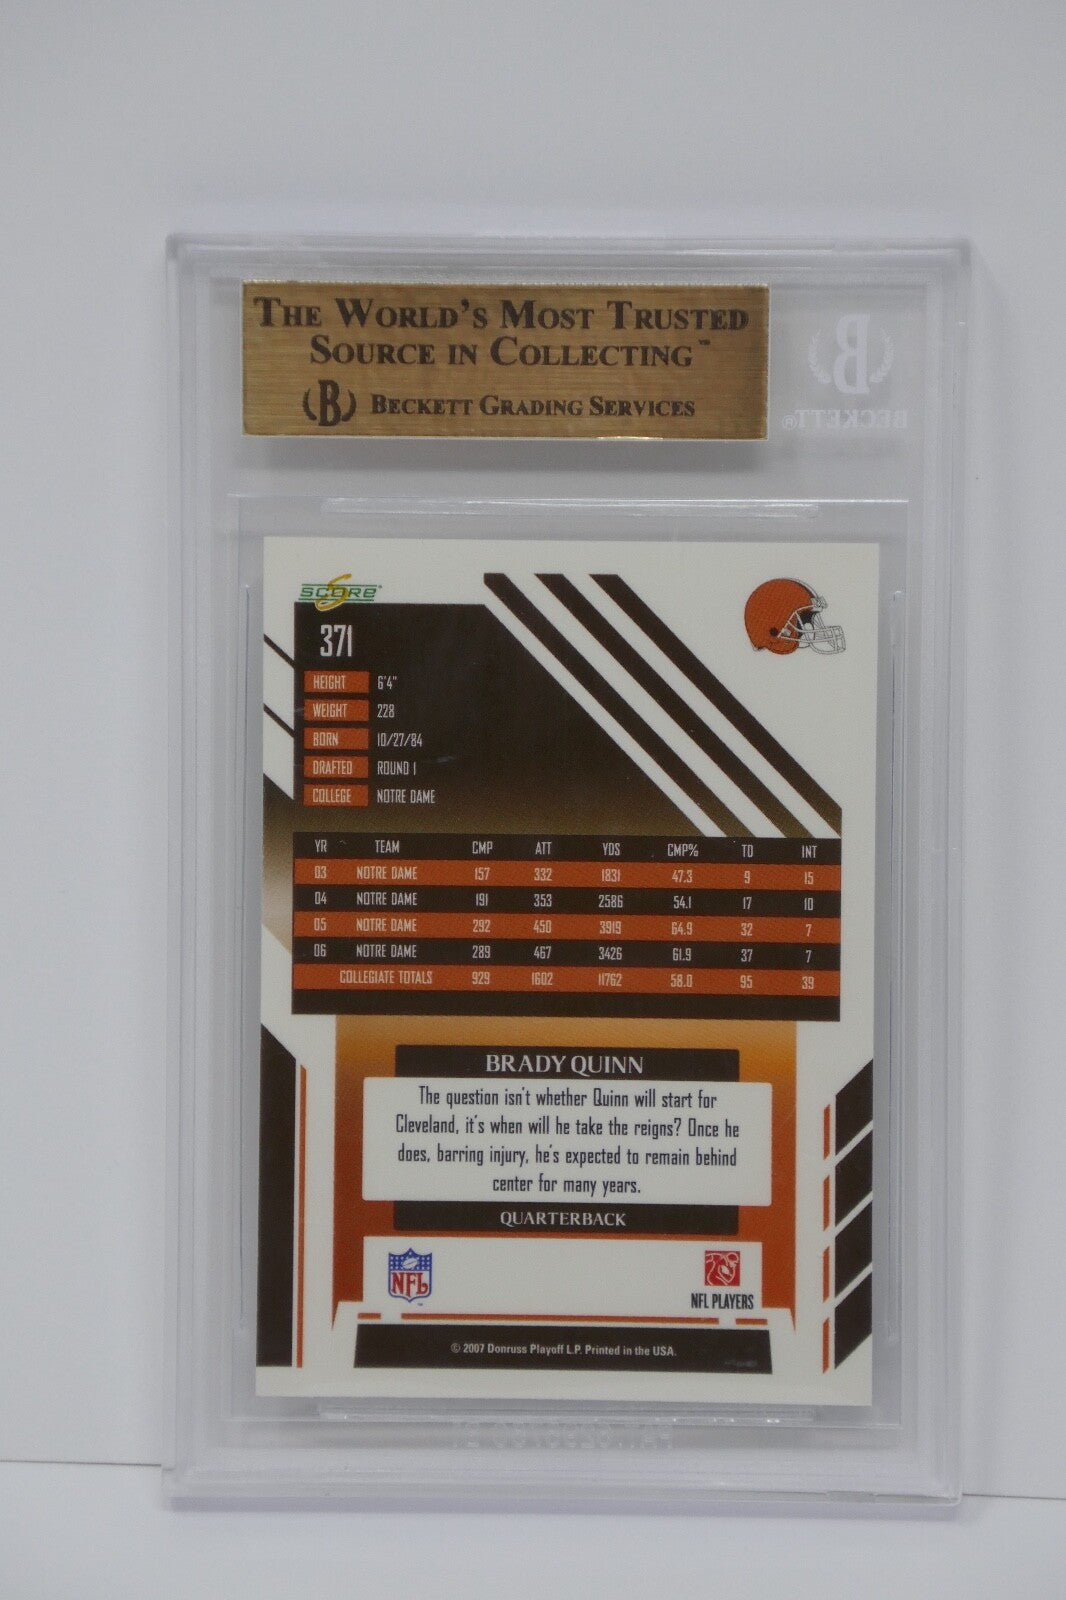 THE WORLD'S MOST TRUSTED
SOURCE IN COLLECTING™
B BECKETT GRADING SERVICES
B
BECKETT®
SCORE
371
HEIGHT 6'4"
WEIGHT 228
BORN 10/27/84
DRAFTED ROUND 1
COLLEGE NOTRE DAME
YR TEAM CMP ATT YDS CMP% TD INT
03 NOTRE DAME 157 332 1831 47.3 9 15
04 NOTRE DAME 191 353 2586 54.1 17 10
05 NOTRE DAME 292 450 3919 64.9 32 7
06 NOTRE DAME 289 467 3426 61.9 37 7
COLLEGIATE TOTALS 929 1602 11762 58.0 95 39
BRADY QUINN
The question isn't whether Quinn will start for
Cleveland, it's when will he take the reigns? Once he
does, barring injury, he's expected to remain behind
center for many years.
QUARTERBACK
NFL
NFL PLAYERS
© 2007 Donruss Playoff L.P. Printed in the USA.